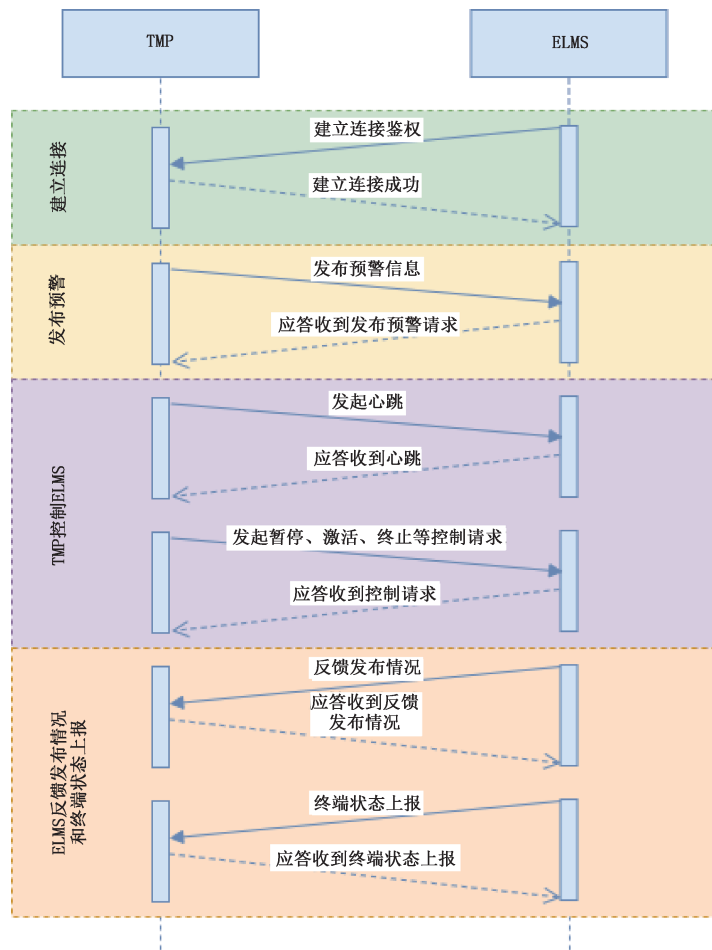 TMP
ELMS
建立连接
建立连接鉴权
建立连接成功
发布预警
发布预警信息
应答收到发布预警请求
TMP控制ELMS
发起心跳
应答收到心跳
发起暂停、激活、终止等控制请求
应答收到控制请求
ELMS反馈发布情况
和终端状态上报
反馈发布情况
应答收到反馈
发布情况
终端状态上报
应答收到终端状态上报